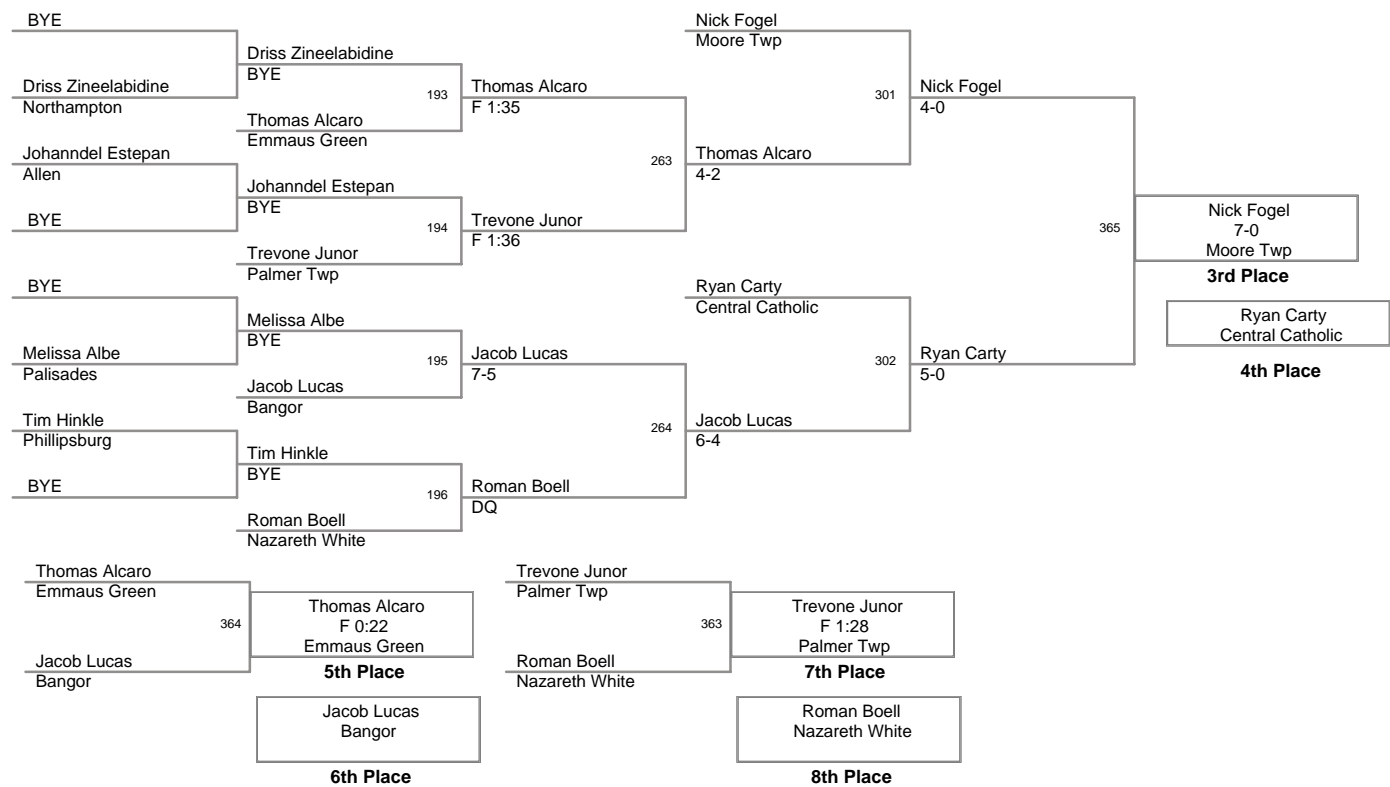 BYE
Driss Zineelabidine
Northampton
Johanndel Estepan
Allen
BYE
BYE
Melissa Albe
Palisades
Tim Hinkle
Phillipsburg
BYE
Driss Zineelabidine
BYE
193
Thomas Alcaro
Emmaus Green
Johanndel Estepan
BYE
194
Trevone Junor
Palmer Twp
Melissa Albe
BYE
195
Jacob Lucas
Bangor
Tim Hinkle
BYE
196
Roman Boell
Nazareth White
Thomas Alcaro
F 1:35
263
Trevone Junor
F 1:36
Jacob Lucas
7-5
264
Roman Boell
DQ
Nick Fogel
Moore Twp
301
Thomas Alcaro
4-2
Ryan Carty
Central Catholic
302
Jacob Lucas
6-4
Nick Fogel
4-0
365
Ryan Carty
5-0
Nick Fogel
7-0
Moore Twp
3rd Place
Ryan Carty
Central Catholic
4th Place
Thomas Alcaro
Emmaus Green
364
Jacob Lucas
Bangor
Thomas Alcaro
F 0:22
Emmaus Green
5th Place
Jacob Lucas
Bangor
6th Place
Trevone Junor
Palmer Twp
363
Roman Boell
Nazareth White
Trevone Junor
F 1:28
Palmer Twp
7th Place
Roman Boell
Nazareth White
8th Place